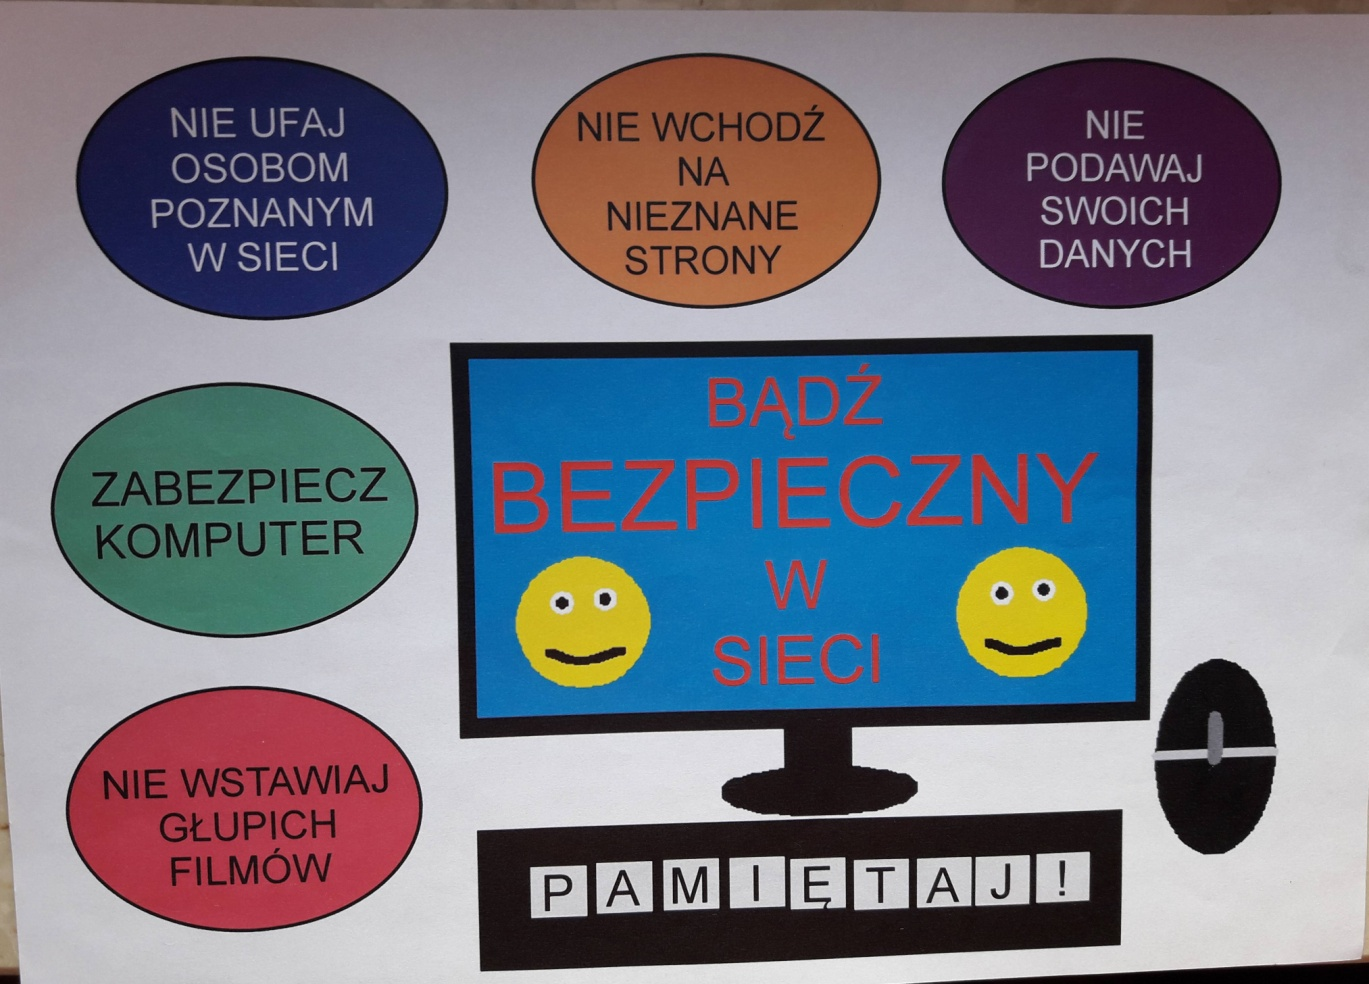 NIE UFAJ
OSOBOM
POZNANYM
W SIECI
NIE WCHODŹ
NA
NIEZNANE
STRONY
NIE
PODAWAJ
SWOICH
DANYCH
ZABEZPIECZ
KOMPUTER
NIE WSTAWIAJ
GŁUPICH
FILMÓW
BĄDŹ
BEZPIECZNY
W
SIECI
PAMIĘTAJ!